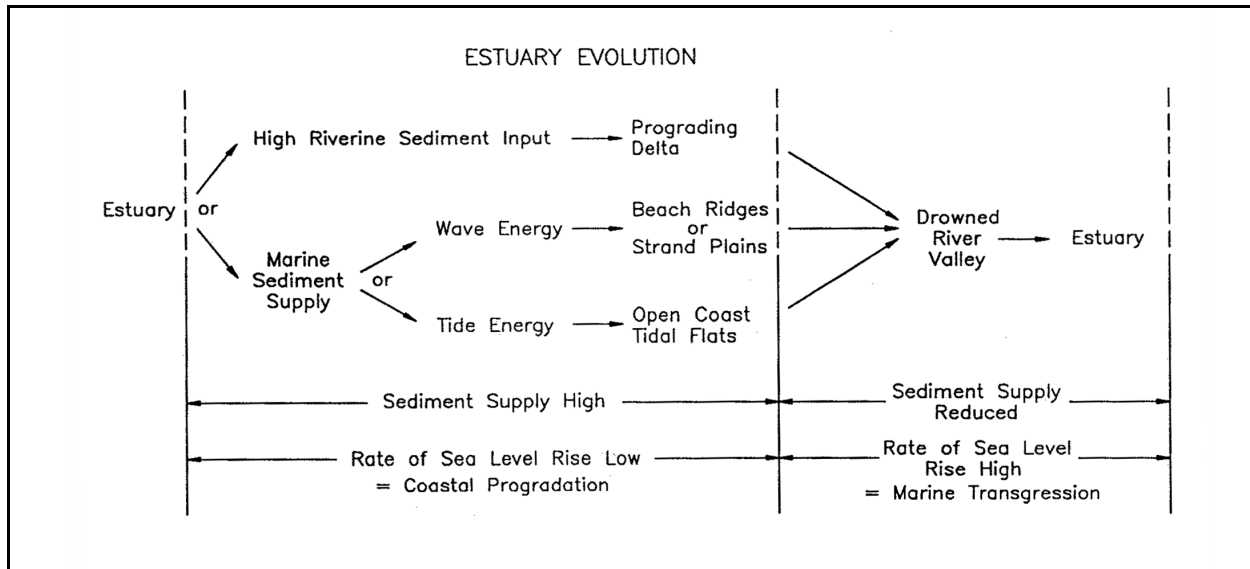 ESTUARY EVOLUTION
High Riverine Sediment Input
Prograding
Delta
Estuary
or
Wave Energy
Beach Ridges
or
Strand Plains
Marine
Sediment
Supply
or
Tide Energy
Open Coast
Tidal Flats
Drowned
River
Valley
Estuary
Sediment Supply High
Sediment Supply
Reduced
Rate of Sea Level Rise Low
= Coastal Progradation
Rate of Sea Level
Rise High
= Marine Transgression